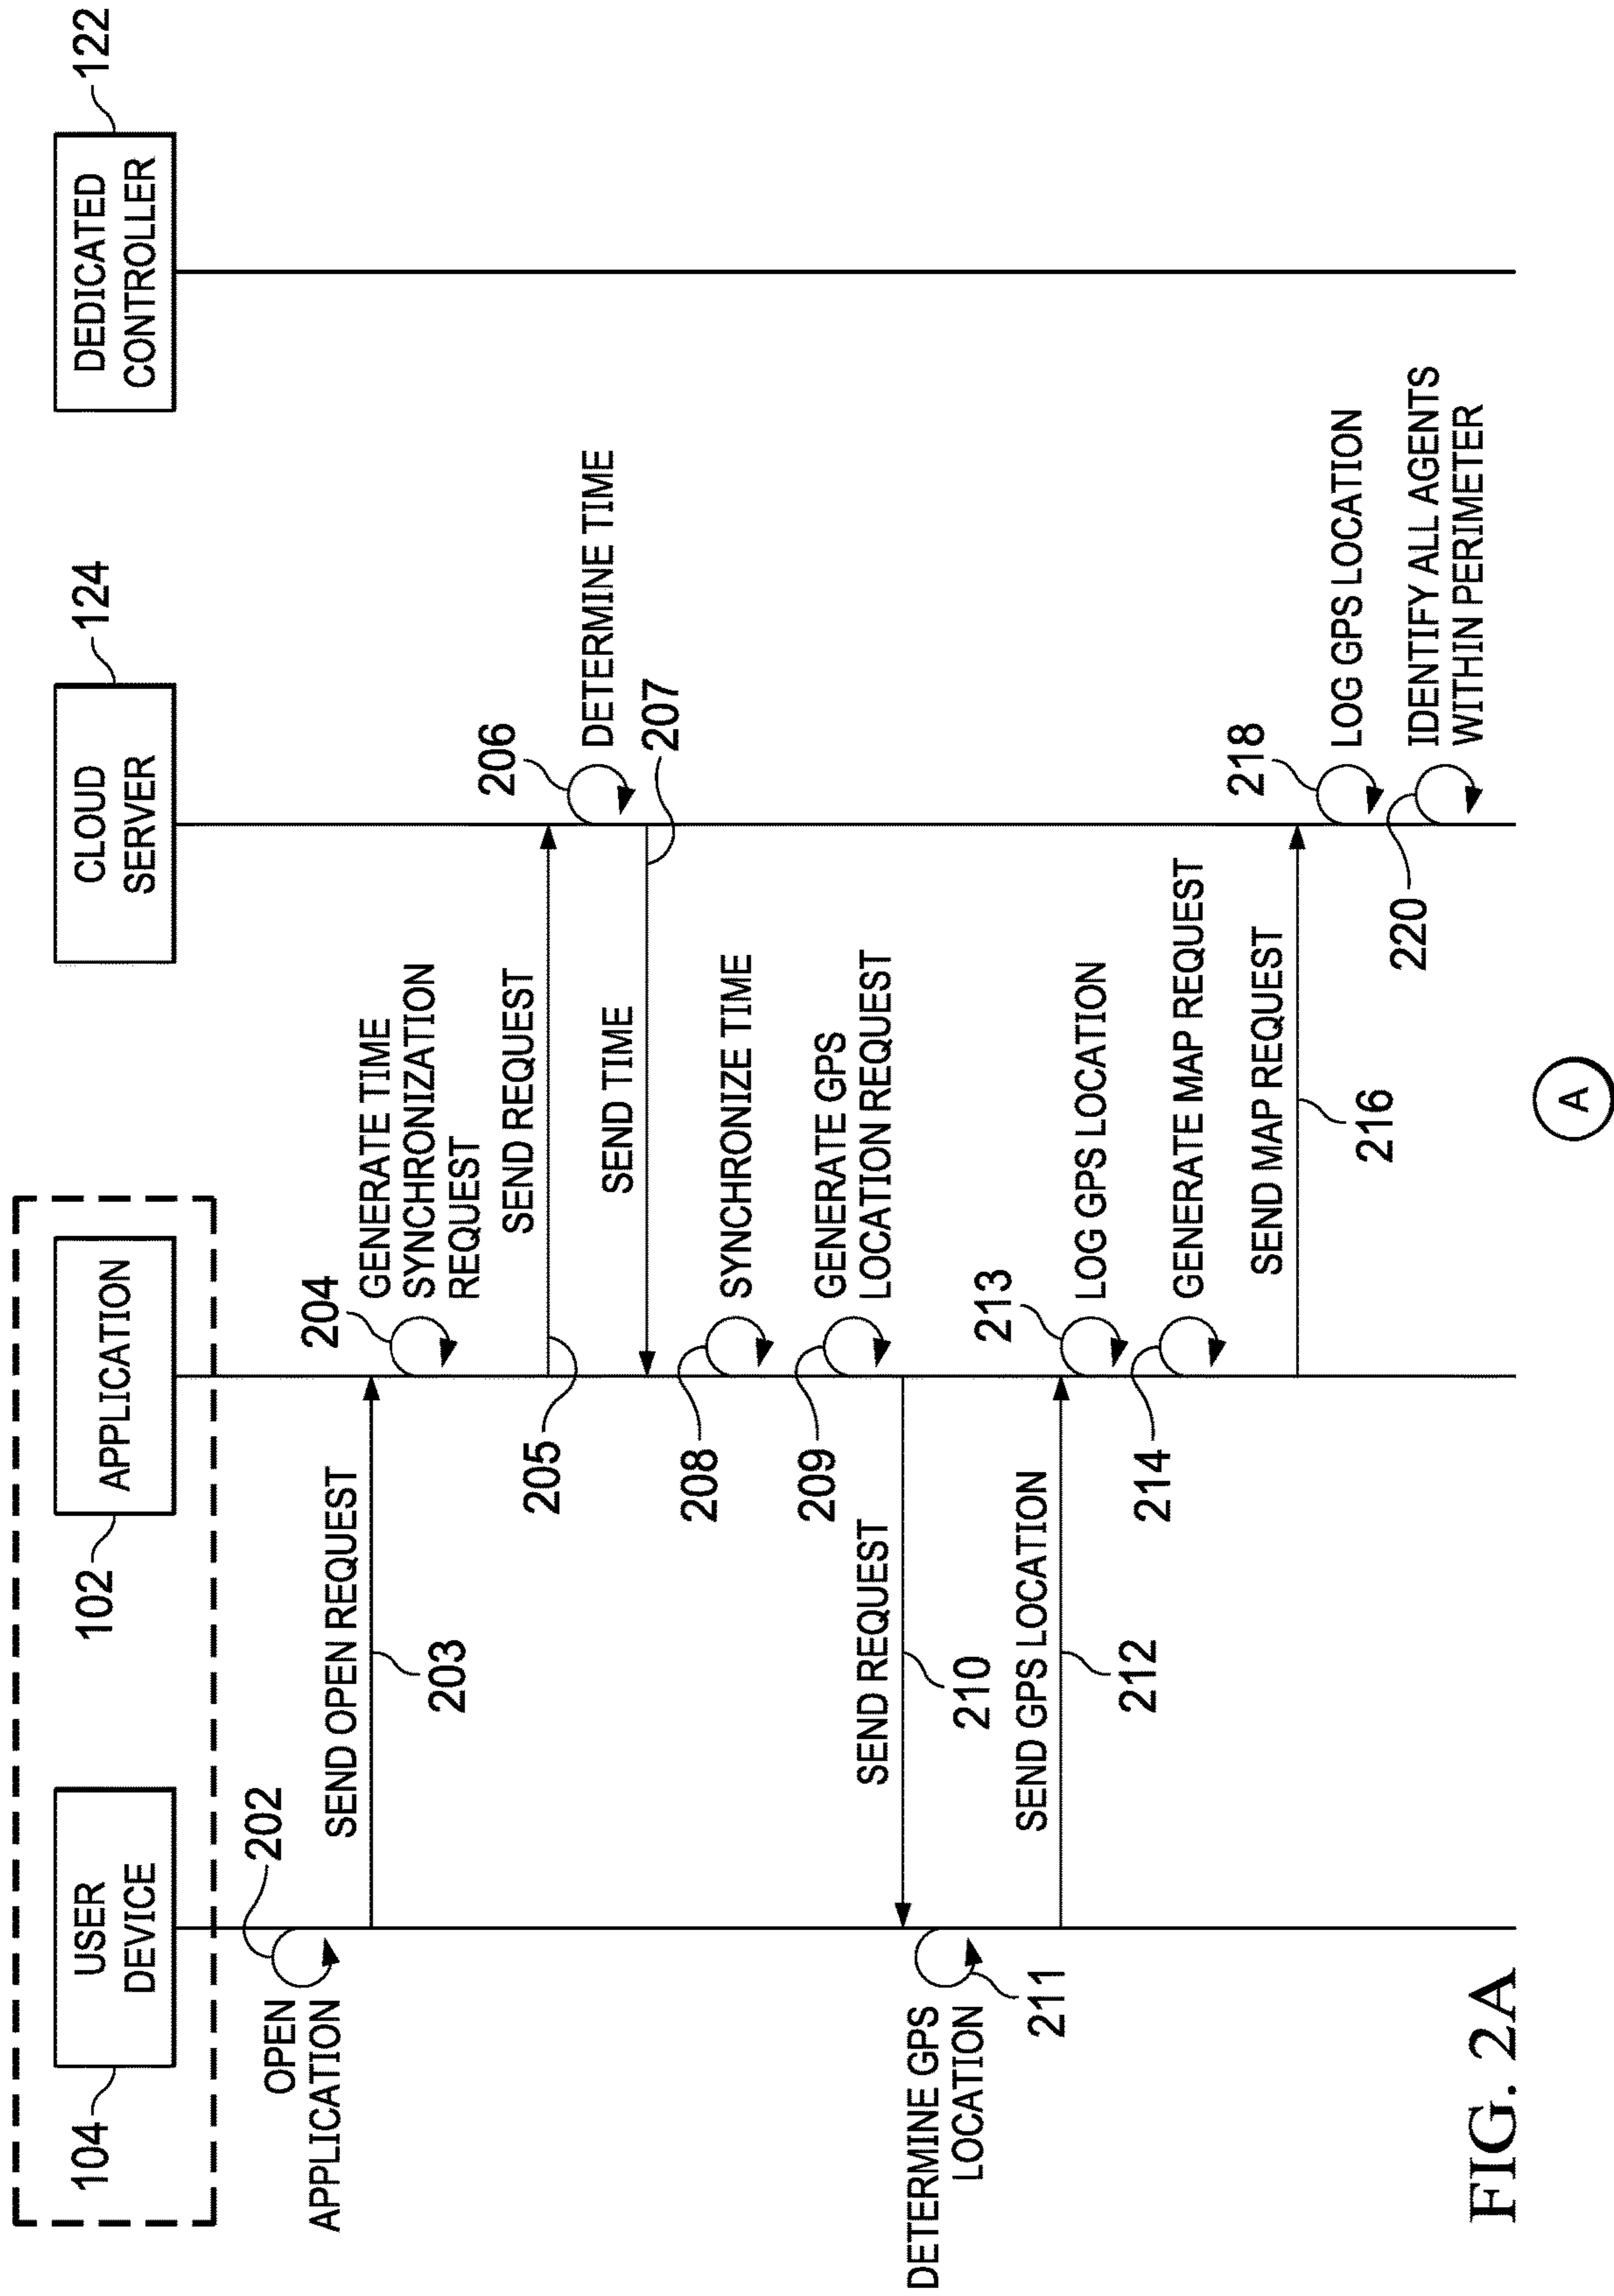 104
USER
DEVICE
102
APPLICATION
CLOUD
SERVER
124
DEDICATED
CONTROLLER
122
202
OPEN
APPLICATION
SEND OPEN REQUEST
203
204
GENERATE TIME
SYNCHRONIZATION
REQUEST
SEND REQUEST
205
206
DETERMINE TIME
SEND TIME
207
208
SYNCHRONIZE TIME
209
GENERATE GPS
LOCATION REQUEST
SEND REQUEST
210
DETERMINE GPS
LOCATION
211
SEND GPS LOCATION
212
213
LOG GPS LOCATION
214
GENERATE MAP REQUEST
SEND MAP REQUEST
216
218
LOG GPS LOCATION
220
IDENTIFY ALL AGENTS
WITHIN PERIMETER
A
FIG. 2A